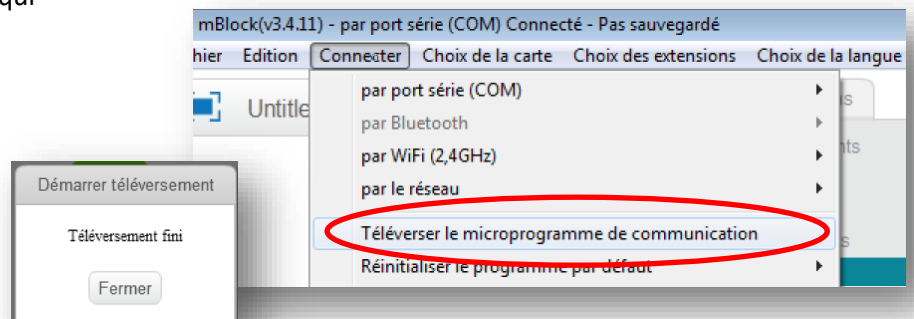 qui
mBlock(v3.4.11) - par port série (COM) Connecté - Pas sauvegardé
hier Edition Connecter Choix de la carte Choix des extensions Choix de la langue
Untitle
par port série (COM)
par Bluetooth
par WiFi (2,4GHz)
par le réseau
Téléverser le microprogramme de communication
Réinitialiser le programme par défaut
Démarrer téléversement
Téléversement fini
Fermer